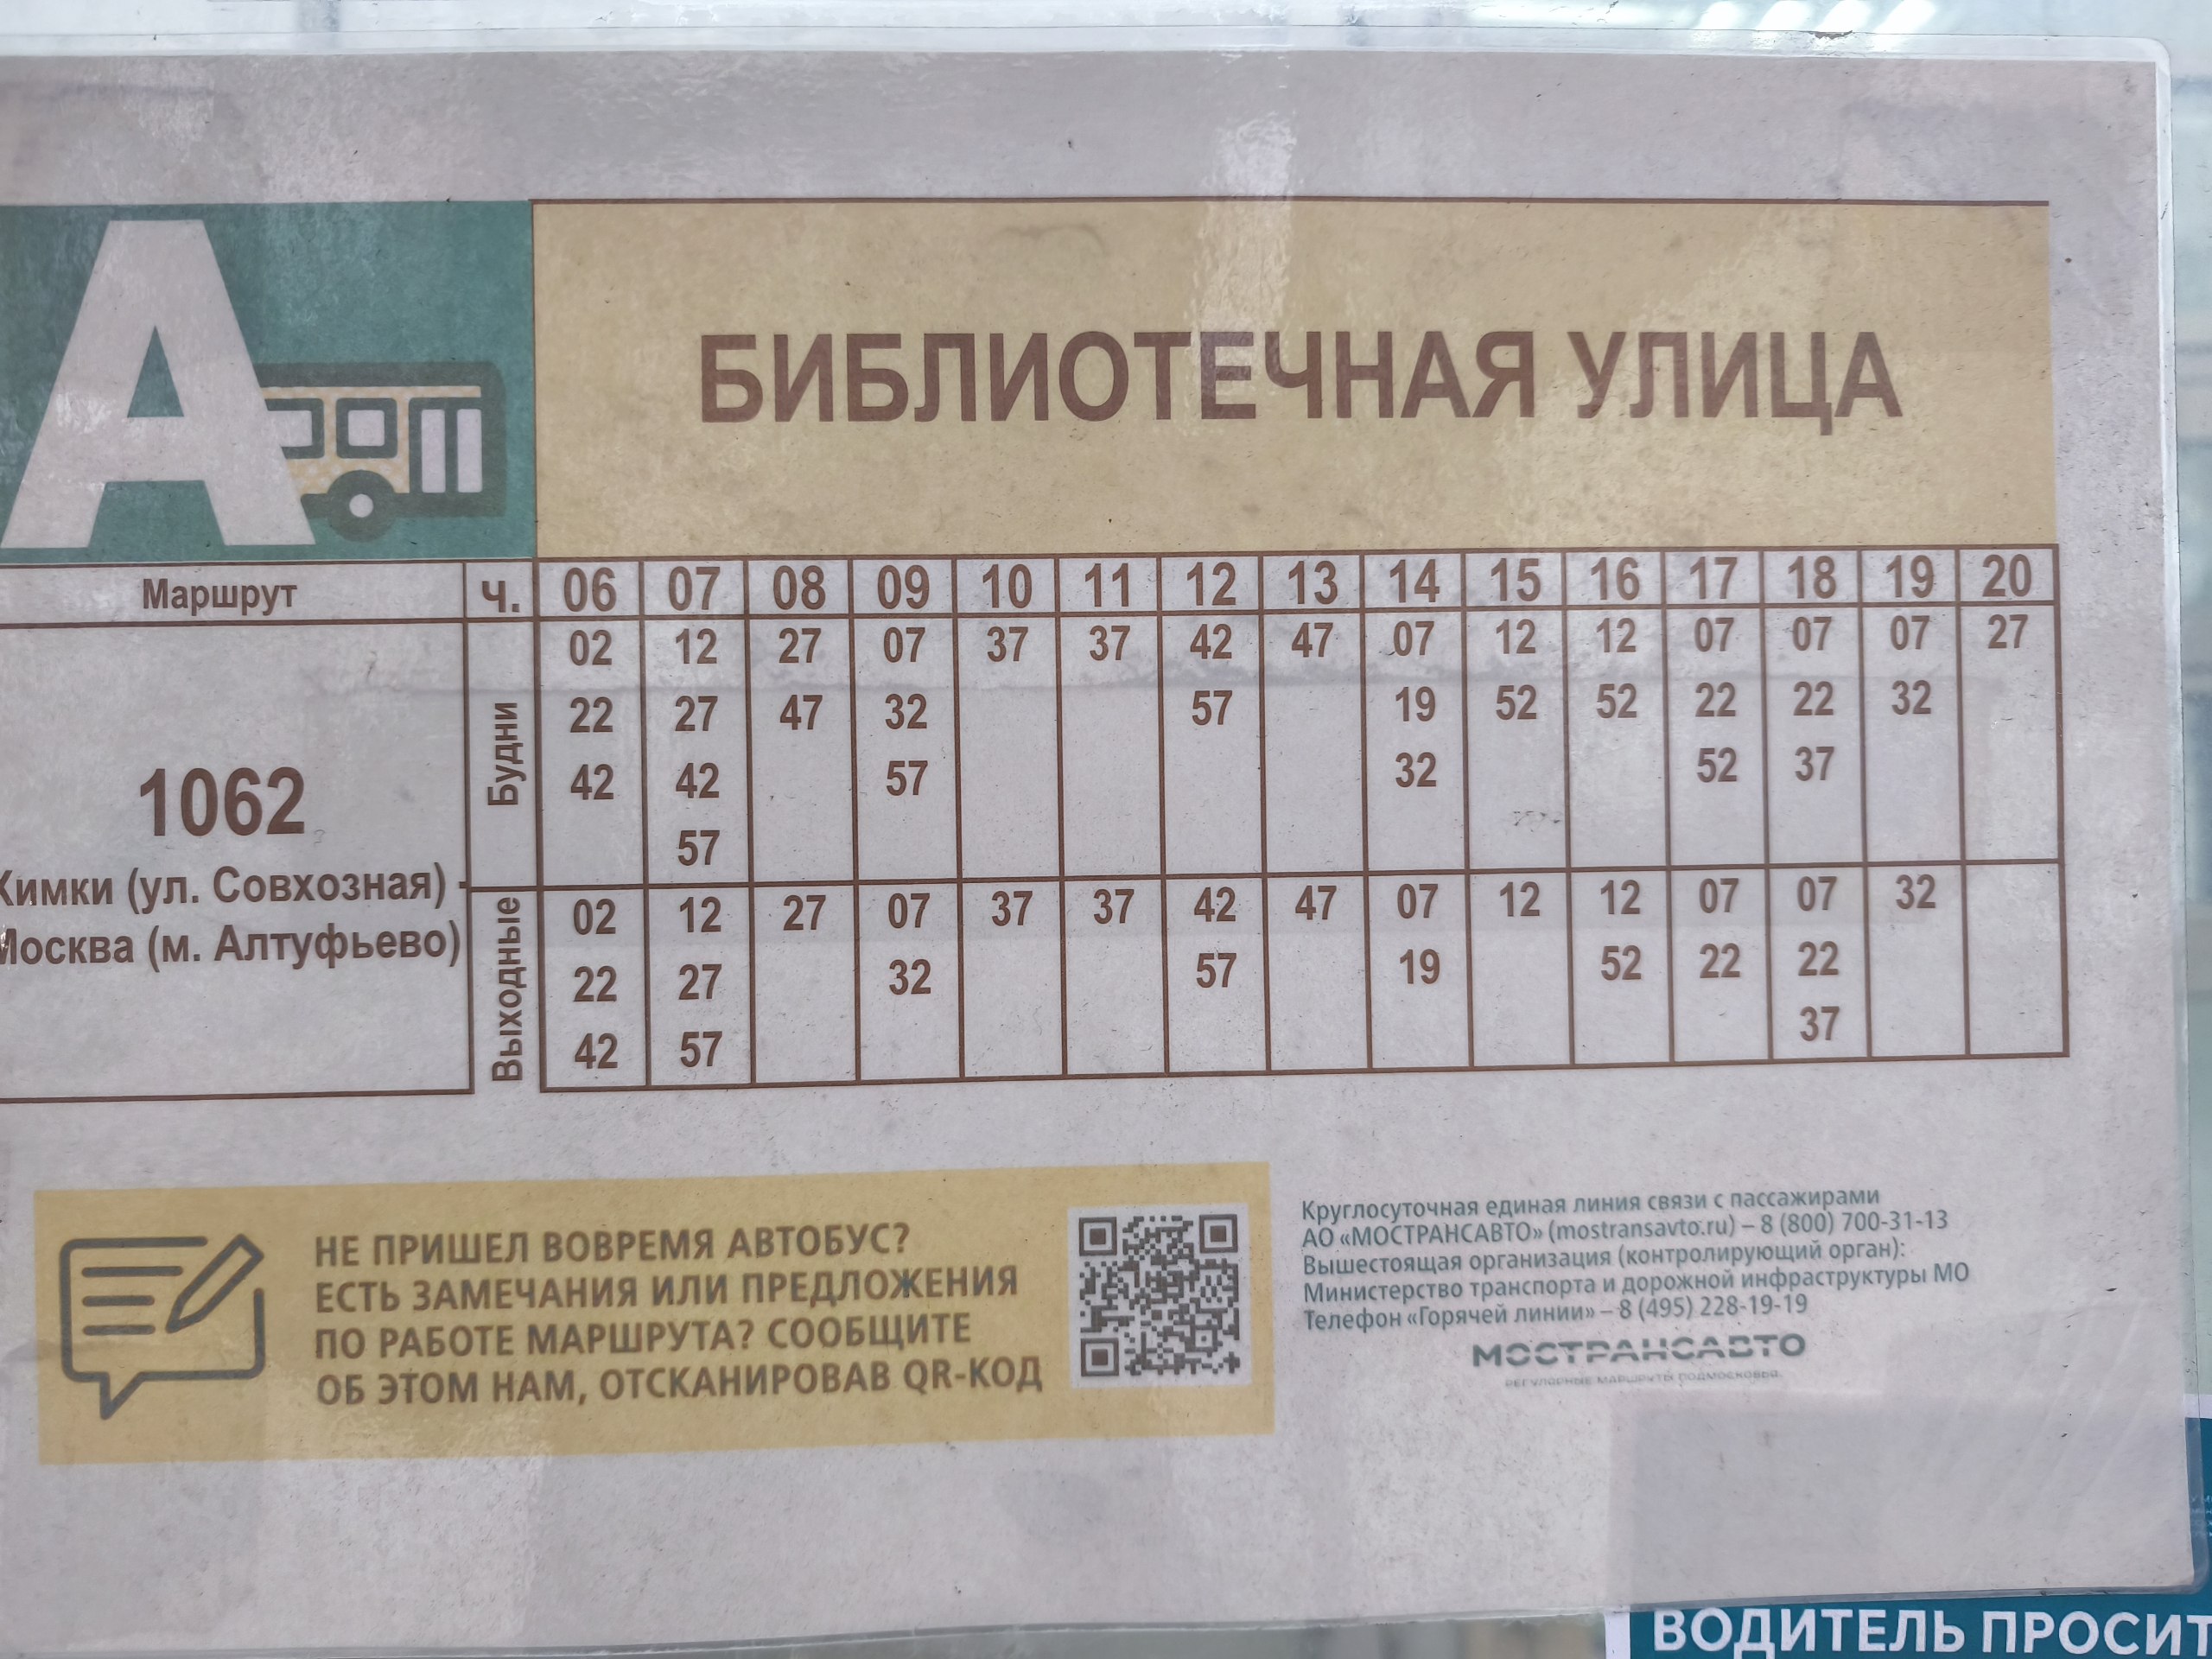 А
БИБЛИОТЕЧНАЯ УЛИЦА
Маршрут ч. 06 07 08 09 10 11 12 13 14 15 16 17 18 19 20
1062
Химки (ул. Совхозная) -
Москва (м. Алтуфьево)
Будни
02 12 27 07 37 37 42 47 07 12 12 07 07 07 27
22 27 47 32 57 19 52 52 22 22 32
42 42 57 32 52 37
57
Выходные
02 12 27 07 37 37 42 47 07 12 12 07 07 32
22 27 32 57 19 52 22 22
42 57 37
НЕ ПРИШЕЛ ВОВРЕМЯ АВТОБУС?
ЕСТЬ ЗАМЕЧАНИЯ ИЛИ ПРЕДЛОЖЕНИЯ
ПО РАБОТЕ МАРШРУТА? СООБЩИТЕ
ОБ ЭТОМ НАМ, ОТСКАНИРОВАВ QR-КОД
Круглосуточная единая линия связи с пассажирами
АО «МОСТРАНСАВТО» (mostransavto.ru) – 8 (800) 700-31-13
Вышестоящая организация (контролирующий орган):
Министерство транспорта и дорожной инфраструктуры МО
Телефон «Горячей линии» – 8 (495) 228-19-19
МОСТРАНСАВТО
РЕГУЛЯРНЫЕ МАРШРУТЫ ПОДМОСКОВЬЯ
ВОДИТЕЛЬ ПРОСИТ